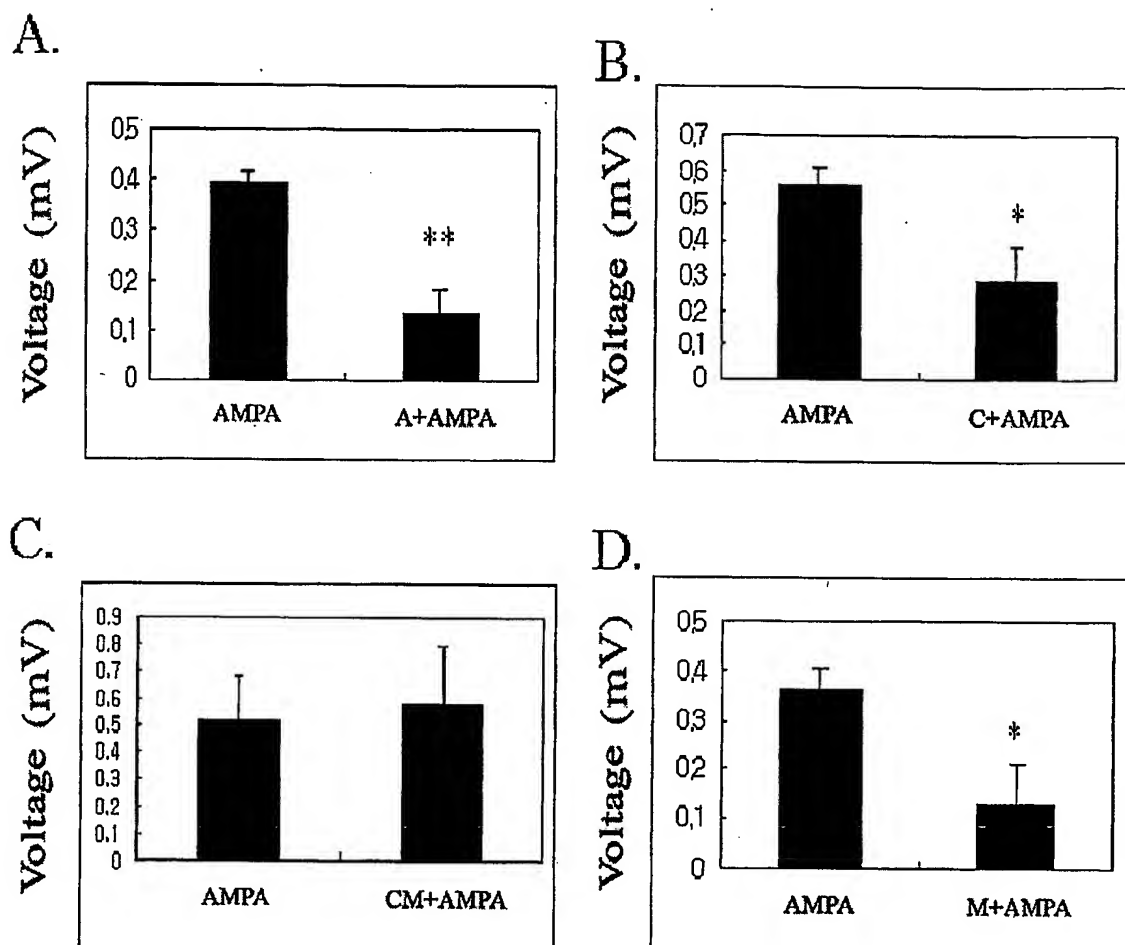 A.
Voltage (mV)
0,5
0,4
0,3
0,2
0,1
0
**
AMPA
A+AMPA
B.
Voltage (mV)
0,7
0,6
0,5
0,4
0,3
0,2
0,1
0
*
AMPA
C+AMPA
C.
Voltage (mV)
0.9
0.8
0.7
0.6
0.5
0.4
0.3
0.2
0.1
0
AMPA
CM+AMPA
D.
Voltage (mV)
0,5
0,4
0,3
0,2
0,1
0
*
AMPA
M+AMPA